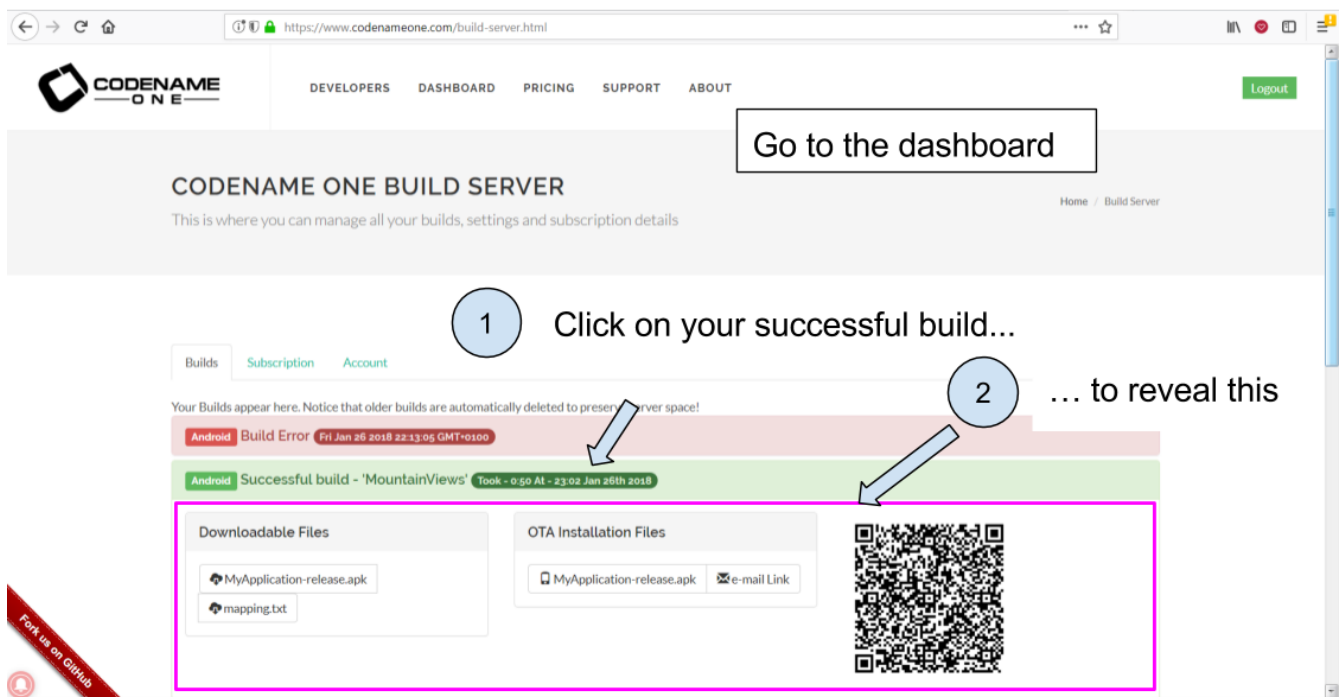 https://www.codenameone.com/build-server.html
CODENAME
ONE
DEVELOPERS DASHBOARD PRICING SUPPORT ABOUT
Logout
Go to the dashboard
CODENAME ONE BUILD SERVER
This is where you can manage all your builds, settings and subscription details
Home / Build Server
1 Click on your successful build...
Builds Subscription Account
2 … to reveal this
Your Builds appear here. Notice that older builds are automatically deleted to preserve server space!
Android Build Error Fri Jan 26 2018 22:13:05 GMT+0100
Android Successful build - 'MountainViews' Took - 0:50 At - 23:02 Jan 26th 2018
Downloadable Files
MyApplication-release.apk
mapping.txt
OTA Installation Files
MyApplication-release.apk e-mail Link
Fork us on GitHub